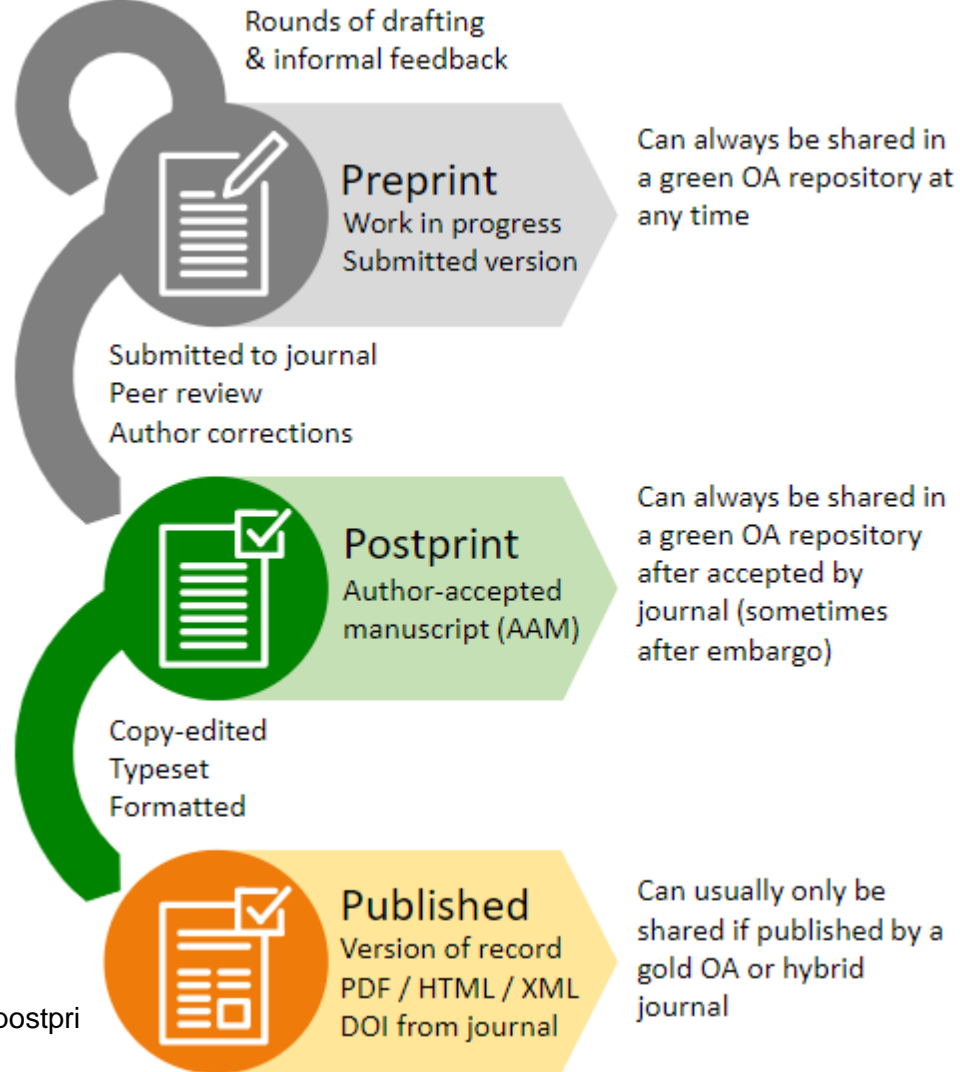 Rounds of drafting
& informal feedback
Preprint
Work in progress
Submitted version
Can always be shared in
a green OA repository at
any time
Submitted to journal
Peer review
Author corrections
Postprint
Author-accepted
manuscript (AAM)
Can always be shared in
a green OA repository
after accepted by
journal (sometimes
after embargo)
Copy-edited
Typeset
Formatted
Published
Version of record
PDF / HTML / XML
DOI from journal
Can usually only be
shared if published by a
gold OA or hybrid
journal